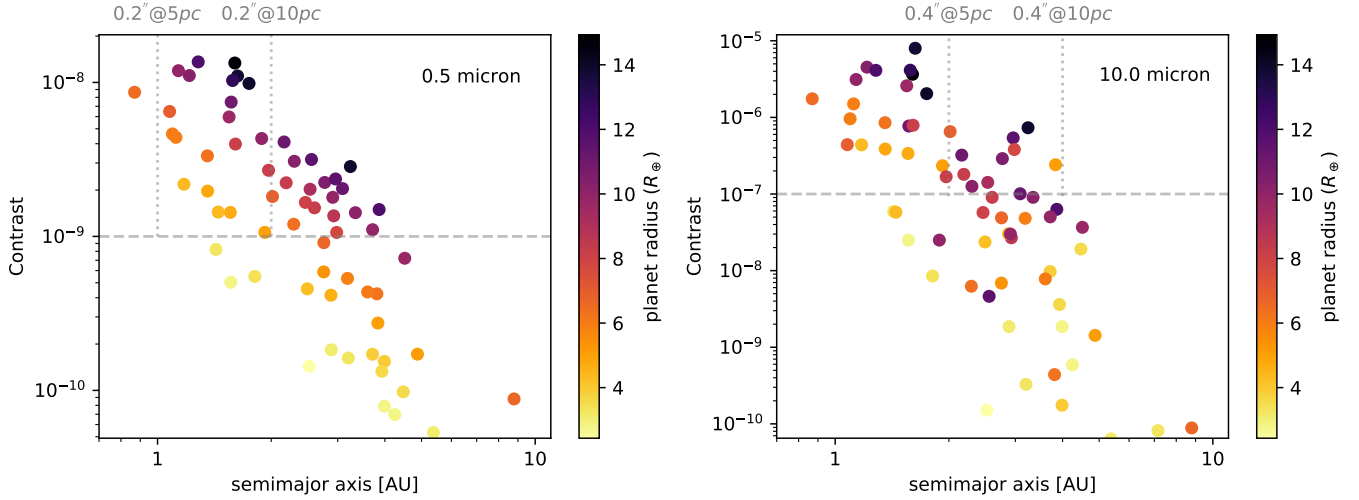 0.2″@5pc 0.2″@10pc
0.5 micron
Contrast
10⁻⁸
10⁻⁹
10⁻¹⁰
1 10
semimajor axis [AU]
14
12
10
8
6
4
planet radius (R⊕)
0.4″@5pc 0.4″@10pc
10.0 micron
Contrast
10⁻⁵
10⁻⁶
10⁻⁷
10⁻⁸
10⁻⁹
10⁻¹⁰
1 10
semimajor axis [AU]
14
12
10
8
6
4
planet radius (R⊕)